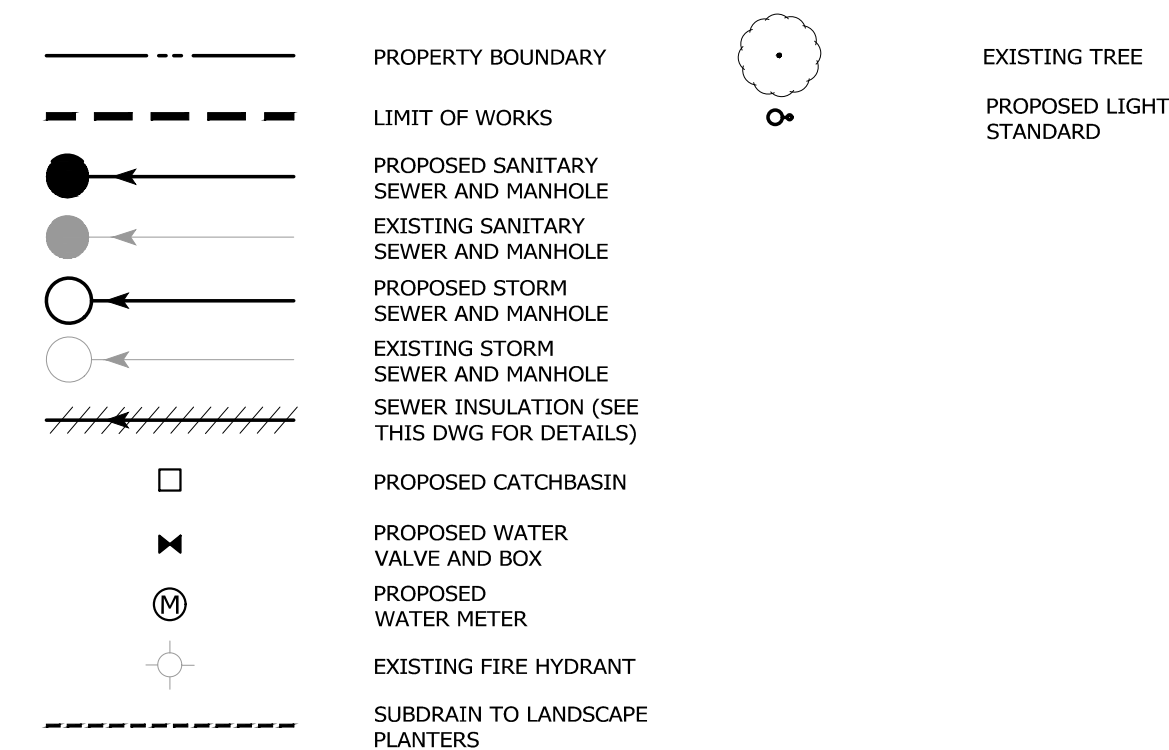 PROPERTY BOUNDARY
LIMIT OF WORKS
PROPOSED SANITARY
SEWER AND MANHOLE
EXISTING SANITARY
SEWER AND MANHOLE
PROPOSED STORM
SEWER AND MANHOLE
EXISTING STORM
SEWER AND MANHOLE
SEWER INSULATION (SEE
THIS DWG FOR DETAILS)
PROPOSED CATCHBASIN
PROPOSED WATER
VALVE AND BOX
M
PROPOSED
WATER METER
EXISTING FIRE HYDRANT
SUBDRAIN TO LANDSCAPE
PLANTERS
EXISTING TREE
PROPOSED LIGHT
STANDARD